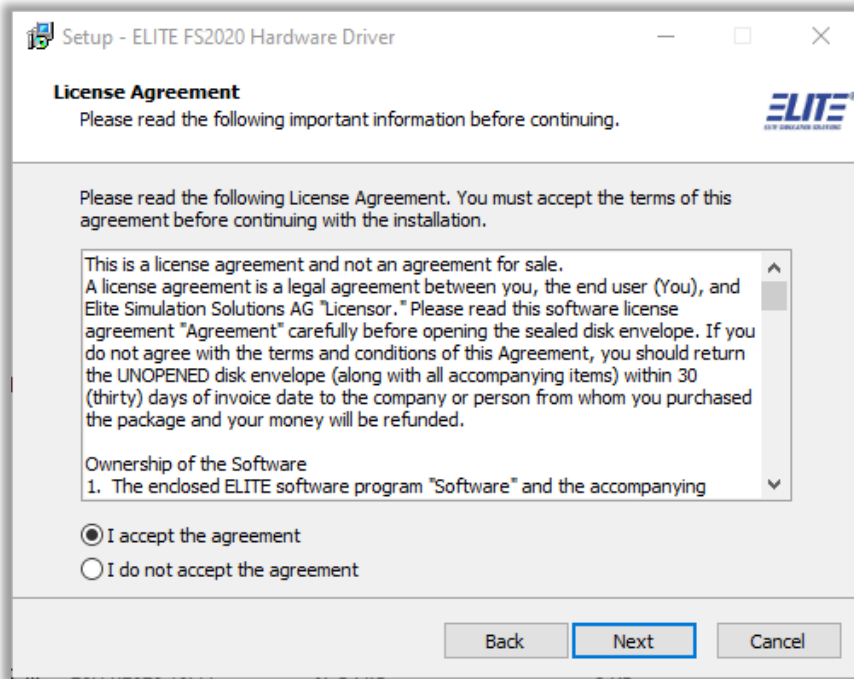 Setup - ELITE FS2020 Hardware Driver
License Agreement
Please read the following important information before continuing.
ELITE
ELITE SIMULATION SOLUTIONS
Please read the following License Agreement. You must accept the terms of this
agreement before continuing with the installation.
This is a license agreement and not an agreement for sale.
A license agreement is a legal agreement between you, the end user (You), and
Elite Simulation Solutions AG "Licensor." Please read this software license
agreement "Agreement" carefully before opening the sealed disk envelope. If you
do not agree with the terms and conditions of this Agreement, you should return
the UNOPENED disk envelope (along with all accompanying items) within 30
(thirty) days of invoice date to the company or person from whom you purchased
the package and your money will be refunded.
Ownership of the Software
1. The enclosed ELITE software program "Software" and the accompanying
I accept the agreement
I do not accept the agreement
Back
Next
Cancel